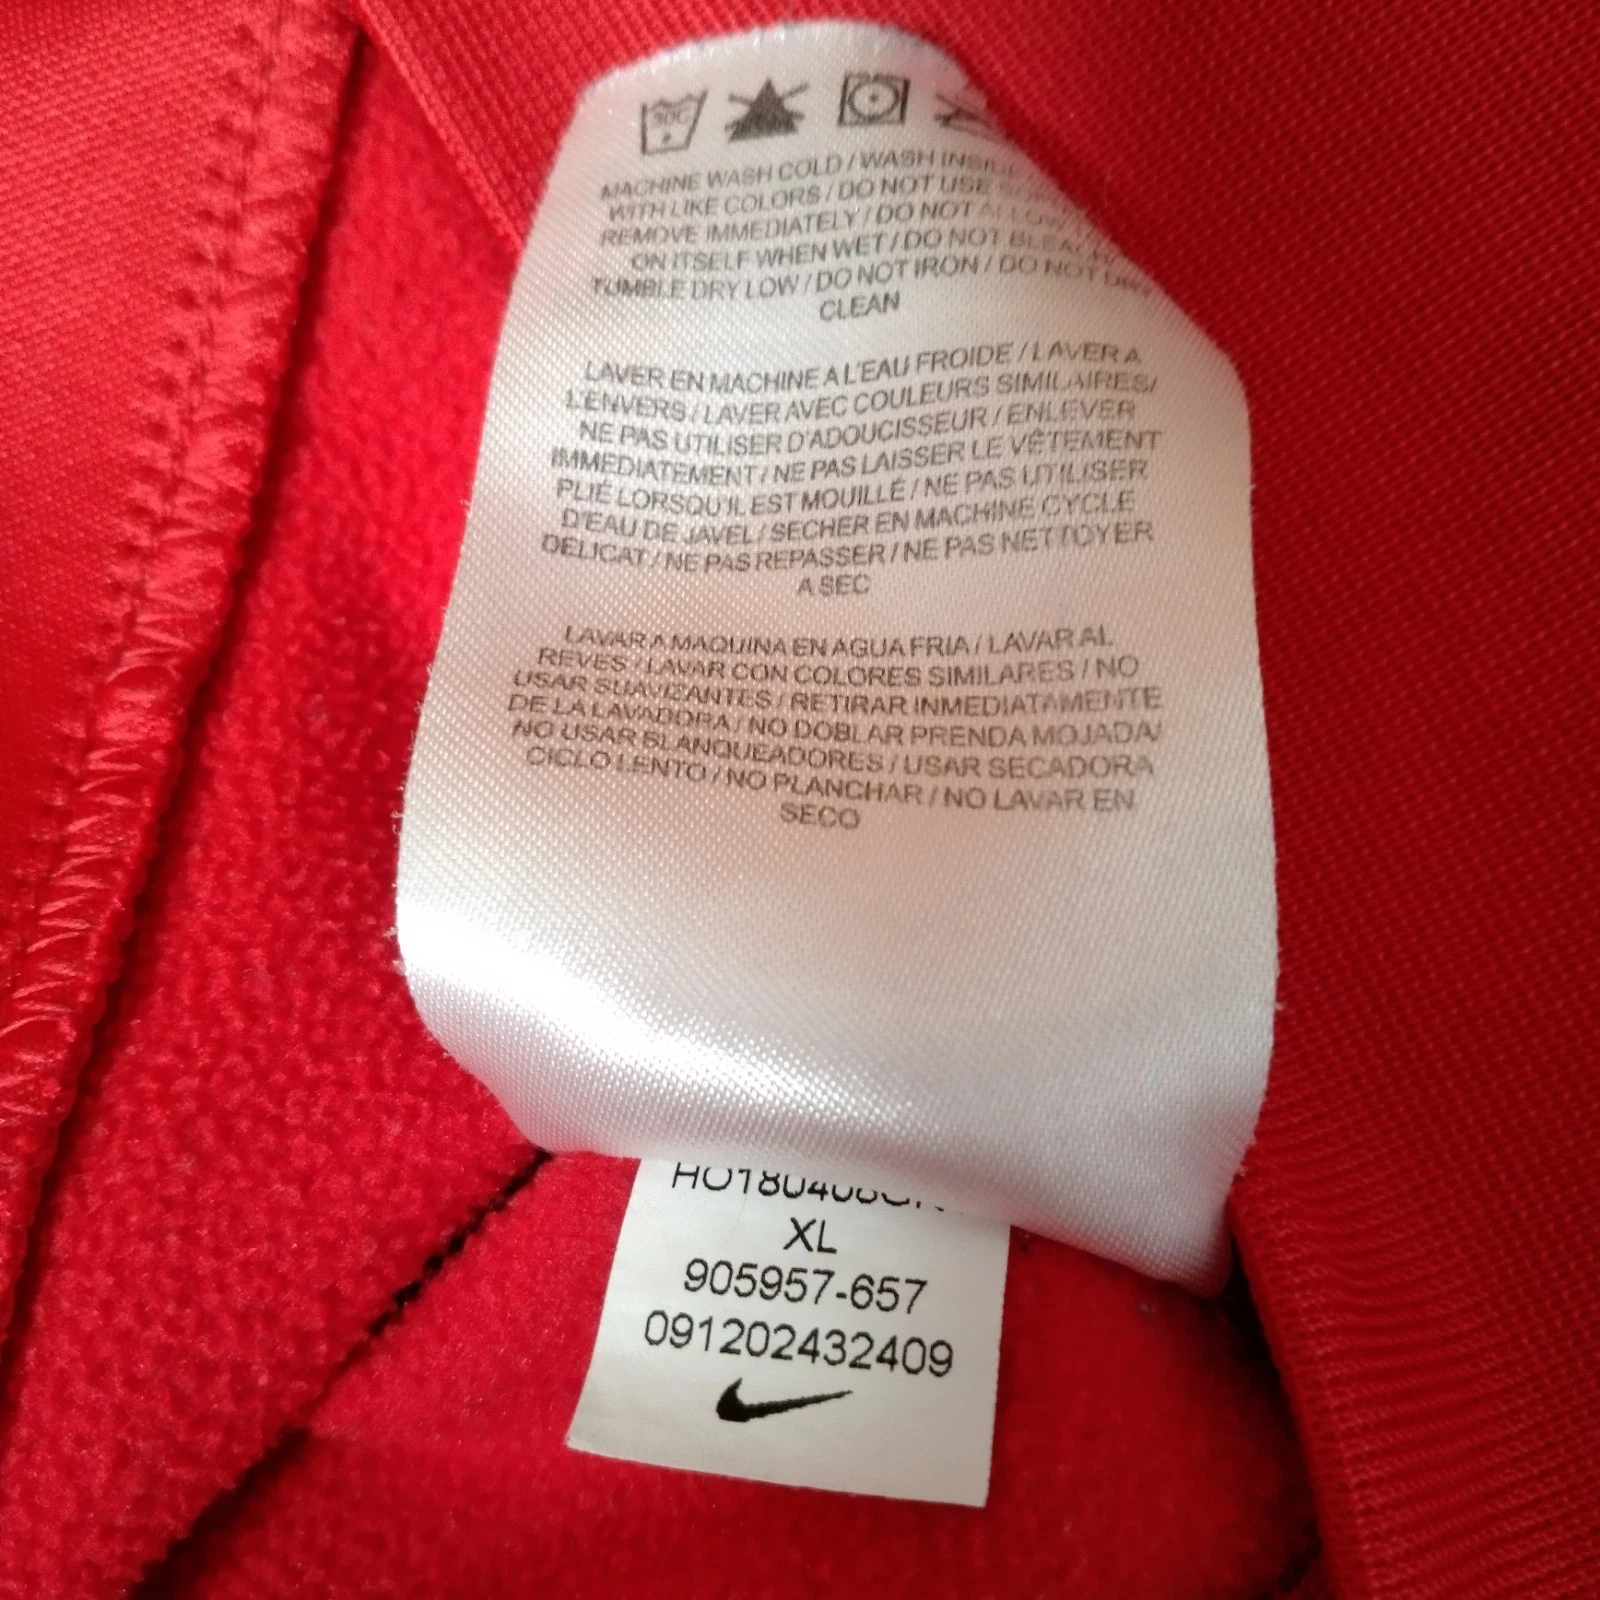 30C
MACHINE WASH COLD / WASH
WITH LIKE COLORS / DO NOT USE
REMOVE IMMEDIATELY / DO NOT ALLOW
ON ITSELF WHEN WET / DO NOT BLEACH
TUMBLE DRY LOW / DO NOT IRON / DO NOT DRY
CLEAN
LAVER EN MACHINE A L'EAU FROIDE / LAVER A
L'ENVERS / LAVER AVEC COULEURS SIMILAIRES /
NE PAS UTILISER D'ADOUCISSEUR / ENLEVER
IMMEDIATEMENT / NE PAS LAISSER LE VÊTEMENT
PLIÉ LORSQU'IL EST MOUILLÉ / NE PAS UTILISER
D'EAU DE JAVEL / SECHER EN MACHINE CYCLE
DELICAT / NE PAS REPASSER / NE PAS NETTOYER
A SEC
LAVAR A MAQUINA EN AGUA FRIA / LAVAR AL
REVES / LAVAR CON COLORES SIMILARES / NO
USAR SUAVIZANTES / RETIRAR INMEDIATAMENTE
DE LA LAVADORA / NO DOBLAR PRENDA MOJADA /
NO USAR BLANQUEADORES / USAR SECADORA
CICLO LENTO / NO PLANCHAR / NO LAVAR EN
SECO
XL
905957-657
091202432409